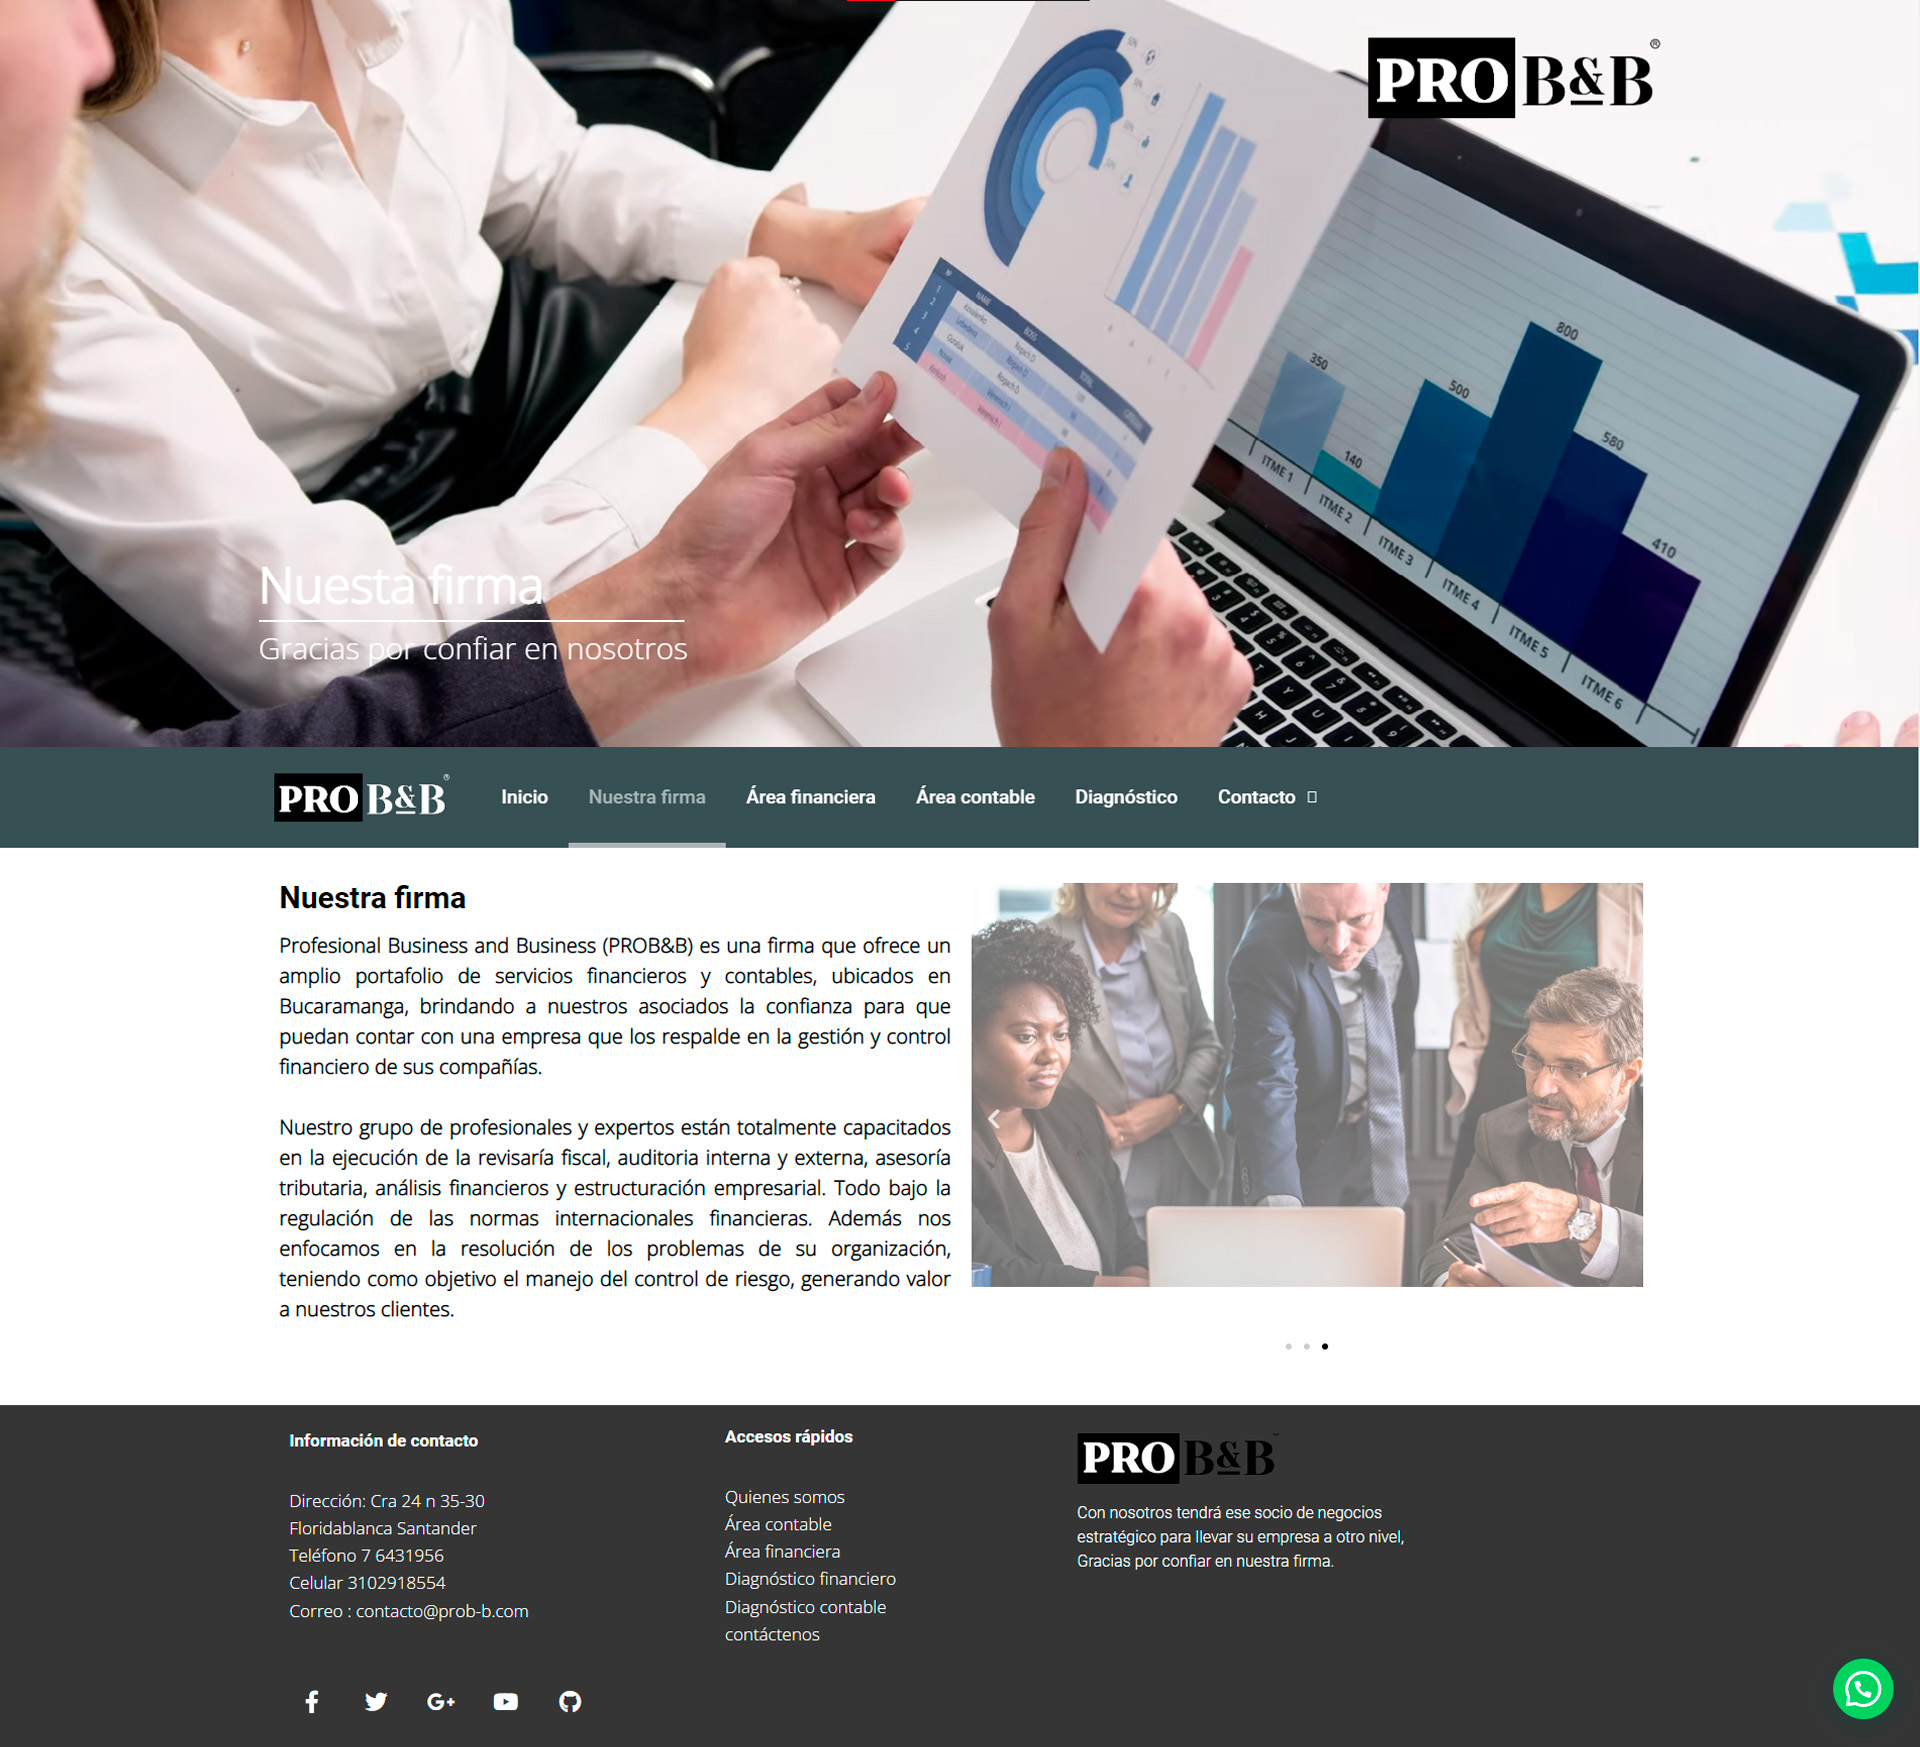 PRO B&B®
30%
350
140
500
800
580
410
ITME 1
ITME 2
ITME 3
ITME 4
ITME 5
ITME 6
Nº NAME BOSS TOTAL
1
2
3
4
5
Nuesta firma
Gracias por confiar en nosotros
PRO B&B®
Inicio
Nuestra firma
Área financiera
Área contable
Diagnóstico
Contacto
Nuestra firma
Profesional Business and Business (PROB&B) es una firma que ofrece un
amplio portafolio de servicios financieros y contables, ubicados en
Bucaramanga, brindando a nuestros asociados la confianza para que
puedan contar con una empresa que los respalde en la gestión y control
financiero de sus compañías.
Nuestro grupo de profesionales y expertos están totalmente capacitados
en la ejecución de la revisaría fiscal, auditoria interna y externa, asesoría
tributaria, análisis financieros y estructuración empresarial. Todo bajo la
regulación de las normas internacionales financieras. Además nos
enfocamos en la resolución de los problemas de su organización,
teniendo como objetivo el manejo del control de riesgo, generando valor
a nuestros clientes.
Información de contacto
Dirección: Cra 24 n 35-30
Floridablanca Santander
Teléfono 7 6431956
Celular 3102918554
Correo : contacto@prob-b.com
Accesos rápidos
Quienes somos
Área contable
Área financiera
Diagnóstico financiero
Diagnóstico contable
contáctenos
PRO B&B
Con nosotros tendrá ese socio de negocios
estratégico para llevar su empresa a otro nivel,
Gracias por confiar en nuestra firma.